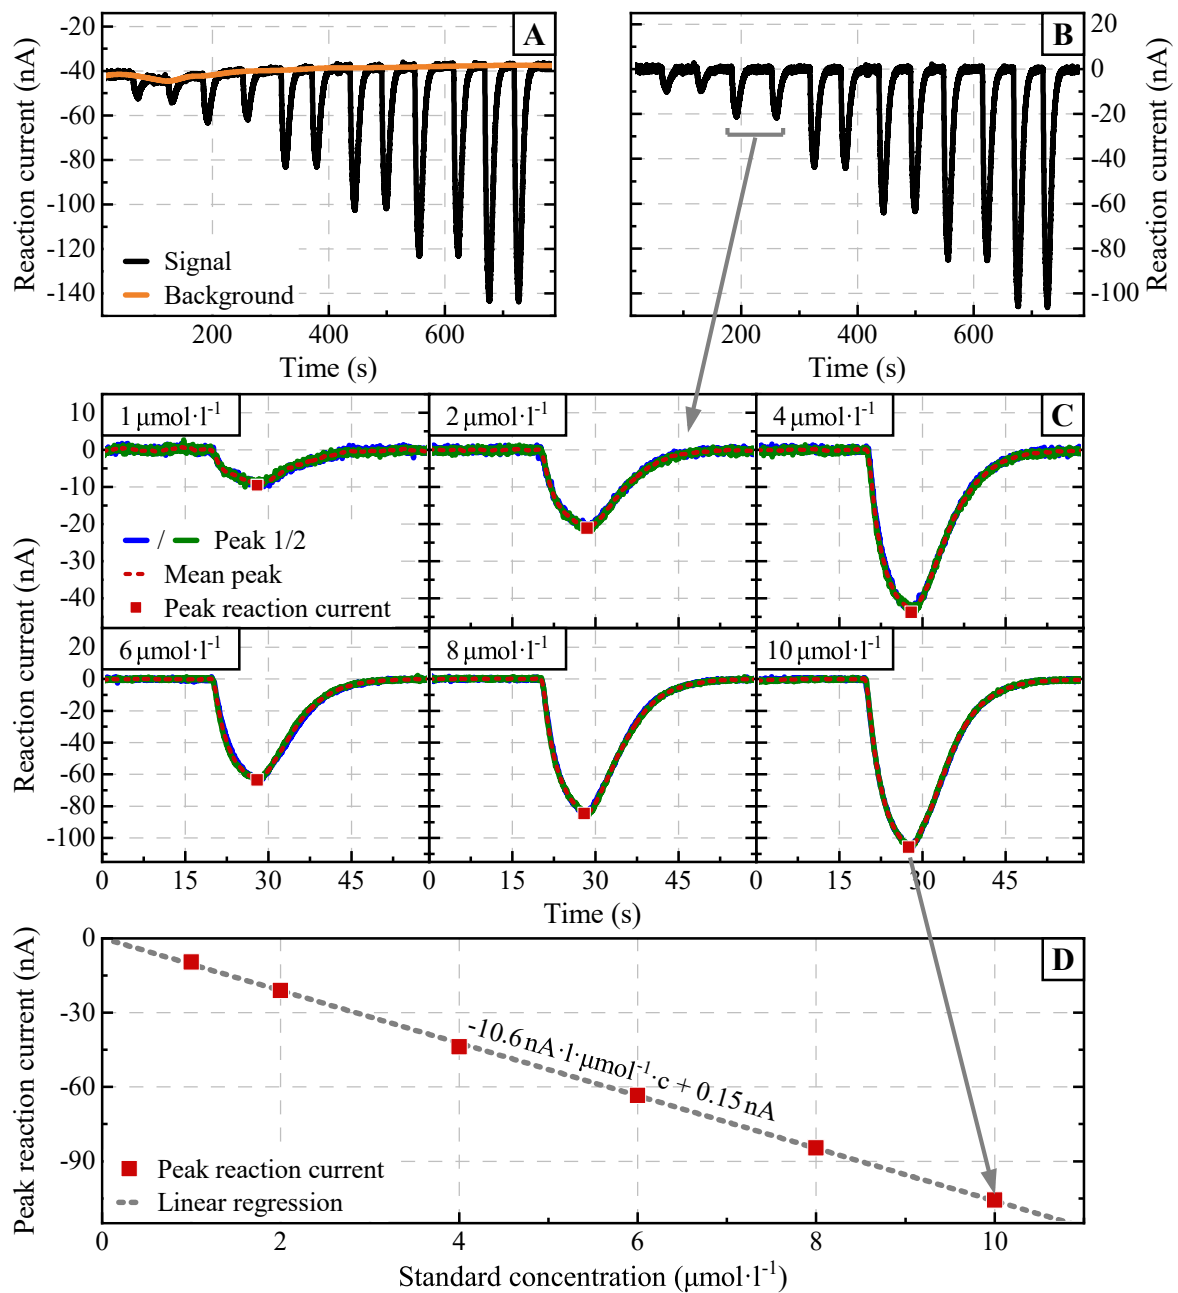 A
B
Reaction current (nA)
-20
-40
-60
-80
-100
-120
-140
Signal
Background
200
400
600
Time (s)
20
0
-20
-40
-60
-80
-100
Reaction current (nA)
200
400
600
Time (s)
1 µmol·l⁻¹
2 µmol·l⁻¹
4 µmol·l⁻¹
C
10
0
-10
-20
-30
-40
/ Peak 1/2
Mean peak
Peak reaction current
Reaction current (nA)
6 µmol·l⁻¹
8 µmol·l⁻¹
10 µmol·l⁻¹
20
0
-20
-40
-60
-80
-100
0 15 30 45
0 15 30 45
0 15 30 45
Time (s)
D
Peak reaction current (nA)
0
-30
-60
-90
-10.6 nA·l·µmol⁻¹·c + 0.15 nA
Peak reaction current
Linear regression
0 2 4 6 8 10
Standard concentration (µmol·l⁻¹)